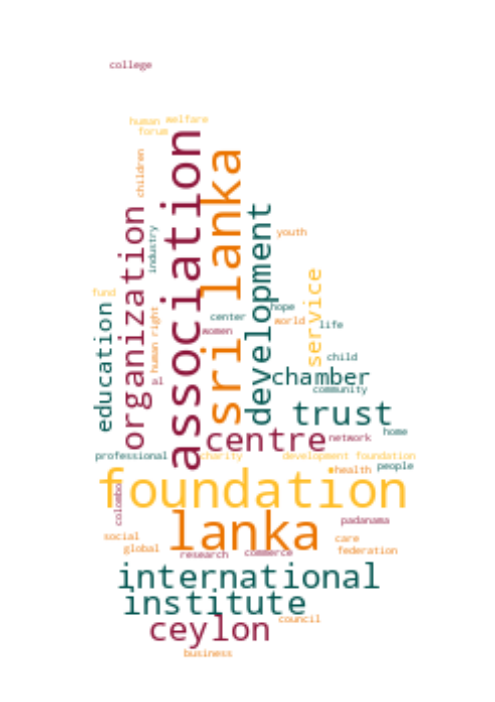 college
human welfare
forum
association
children
sri lanka
organization
development
industry
youth
service
fund
education
human right
center
hope
world
life
women
child
pl
chamber
community
trust
centre
network
home
professional
charity
development foundation
people
health
foundation
colombo
lanka
padanama
social
care
global
research
commerce
federation
international
institute
council
ceylon
business